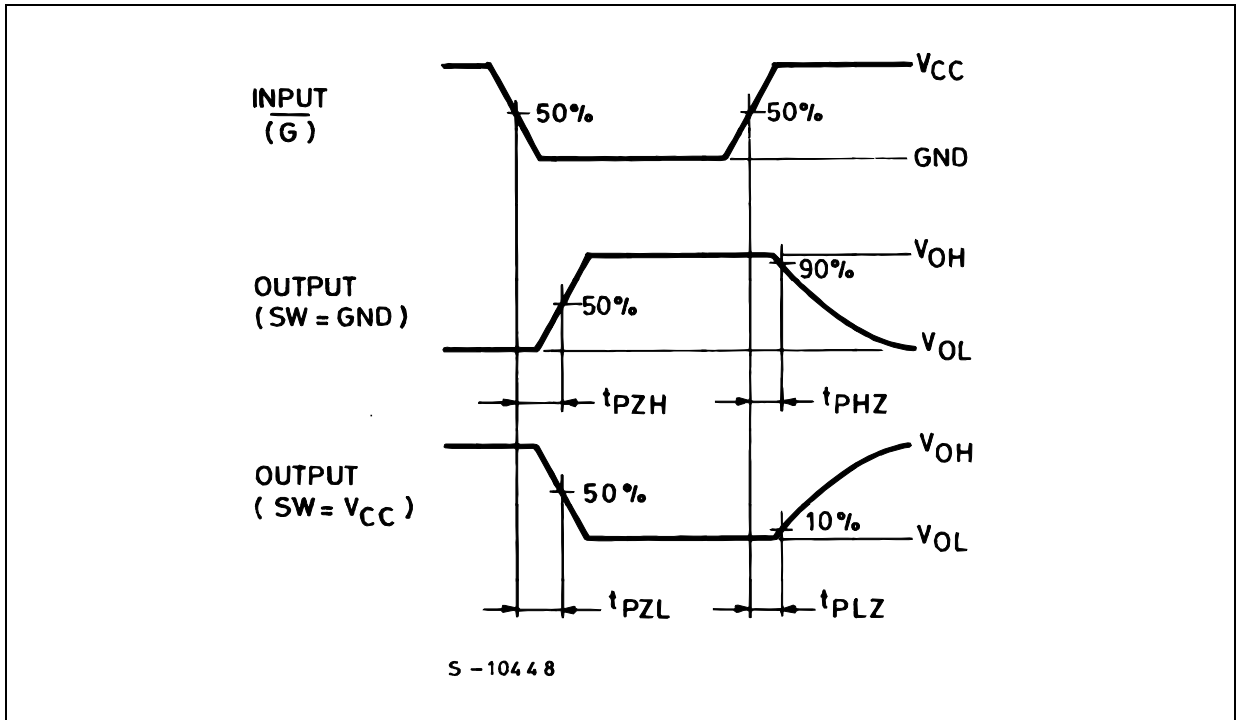 VCC
INPUT
(G)
50%
50%
GND
VOH
OUTPUT
(SW = GND)
90%
50%
VOL
tPZH
tPHZ
VOH
OUTPUT
(SW = VCC)
50%
10%
VOL
tPZL
tPLZ
S-10448